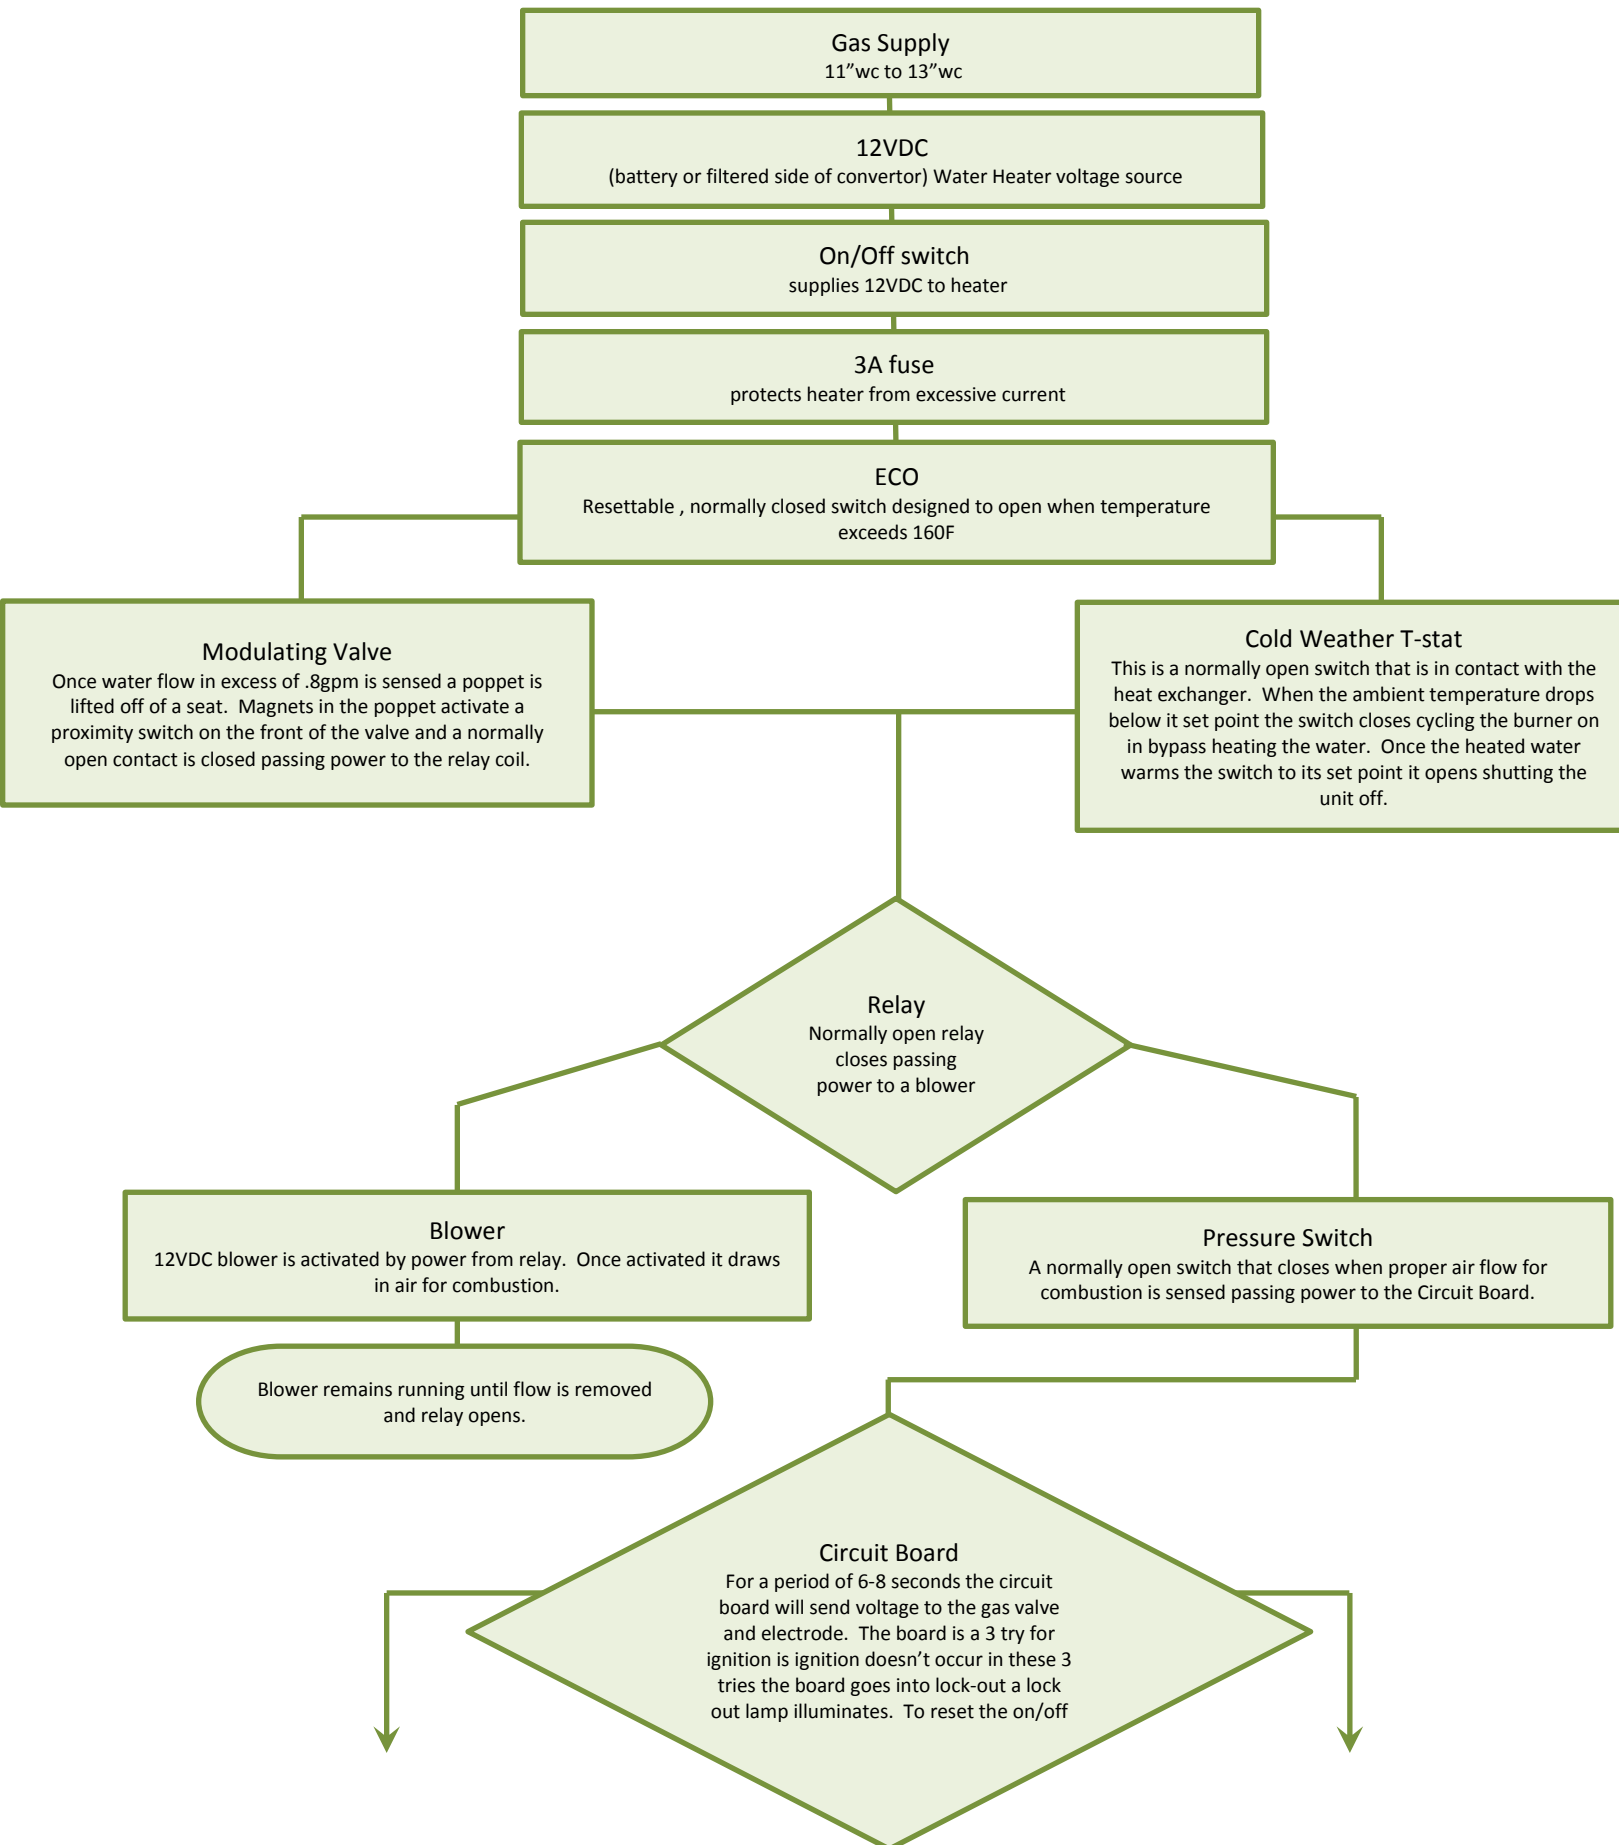 Gas Supply
11”wc to 13”wc
12VDC
(battery or filtered side of convertor) Water Heater voltage source
On/Off switch
supplies 12VDC to heater
3A fuse
protects heater from excessive current
ECO
Resettable , normally closed switch designed to open when temperature
exceeds 160F
Modulating Valve
Once water flow in excess of .8gpm is sensed a poppet is
lifted off of a seat.  Magnets in the poppet activate a
proximity switch on the front of the valve and a normally
open contact is closed passing power to the relay coil.
Cold Weather T-stat
This is a normally open switch that is in contact with the
heat exchanger.  When the ambient temperature drops
below it set point the switch closes cycling the burner on
in bypass heating the water.  Once the heated water
warms the switch to its set point it opens shutting the
unit off.
Relay
Normally open relay
closes passing
power to a blower
Blower
12VDC blower is activated by power from relay.  Once activated it draws
in air for combustion.
Pressure Switch
A normally open switch that closes when proper air flow for
combustion is sensed passing power to the Circuit Board.
Blower remains running until flow is removed
and relay opens.
Circuit Board
For a period of 6-8 seconds the circuit
board will send voltage to the gas valve
and electrode.  The board is a 3 try for
ignition is ignition doesn’t occur in these 3
tries the board goes into lock-out a lock
out lamp illuminates.  To reset the on/off